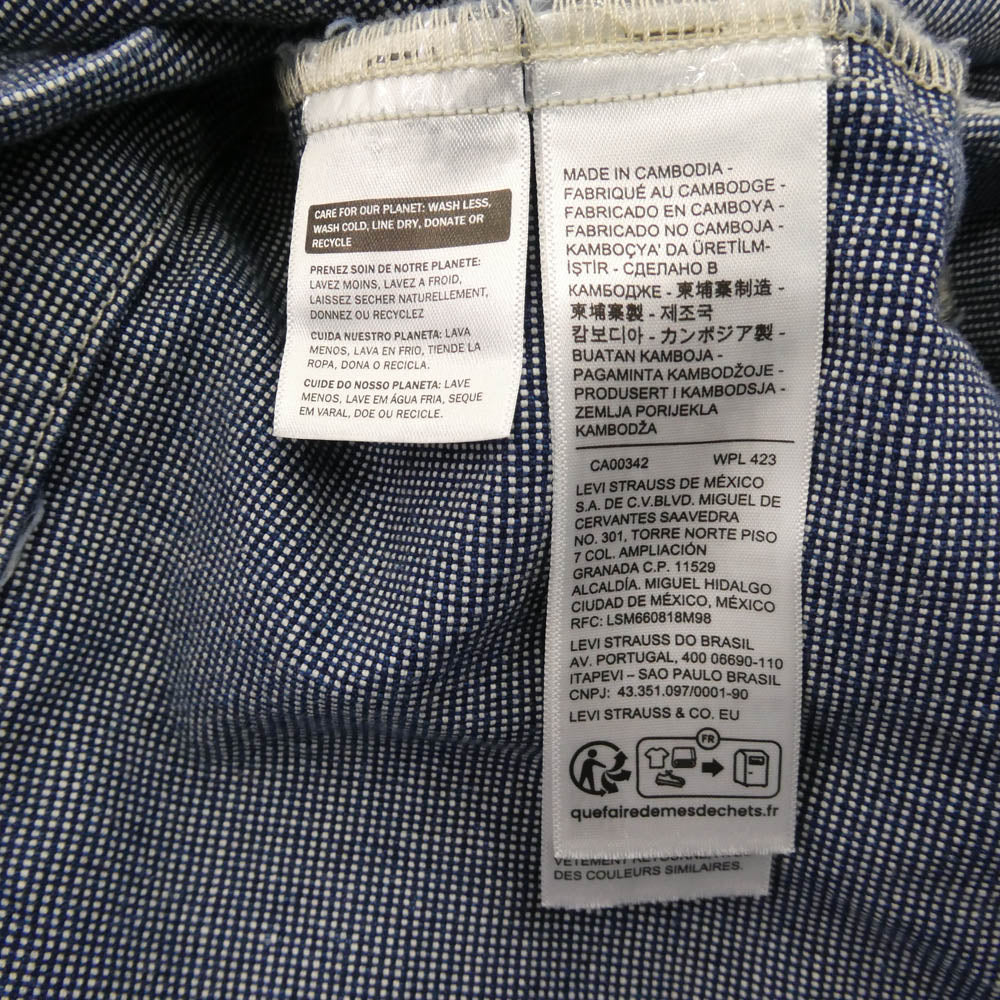 CARE FOR OUR PLANET: WASH LESS,
WASH COLD, LINE DRY, DONATE OR
RECYCLE
PRENEZ SOIN DE NOTRE PLANETE:
LAVEZ MOINS, LAVEZ A FROID,
LAISSEZ SECHER NATURELLEMENT,
DONNEZ OU RECYCLEZ
CUIDA NUESTRO PLANETA: LAVA
MENOS, LAVA EN FRIO, TIENDE LA
ROPA, DONA O RECICLA.
CUIDE DO NOSSO PLANETA: LAVE
MENOS, LAVE EM ÁGUA FRIA, SEQUE
EM VARAL, DOE OU RECICLE.
MADE IN CAMBODIA -
FABRIQUÉ AU CAMBODGE -
FABRICADO EN CAMBOYA -
FABRICADO NO CAMBOJA -
KAMBOÇYA' DA ÜRETİLM-
İŞTİR - СДЕЛАНО В
КАМБОДЖЕ - 柬埔寨制造 -
柬埔寨製 - 제조국
캄보디아 - カンボジア製 -
BUATAN KAMBOJA -
PAGAMINTA KAMBODŽOJE -
PRODUSERT I KAMBODSJA -
ZEMLJA PORIJEKLA
KAMBODŽA
CA00342 WPL 423
LEVI STRAUSS DE MÉXICO
S.A. DE C.V.BLVD. MIGUEL DE
CERVANTES SAAVEDRA
NO. 301, TORRE NORTE PISO
7 COL. AMPLIACIÓN
GRANADA C.P. 11529
ALCALDÍA. MIGUEL HIDALGO
CIUDAD DE MÉXICO, MÉXICO
RFC: LSM660818M98
LEVI STRAUSS DO BRASIL
AV. PORTUGAL, 400 06690-110
ITAPEVI – SAO PAULO BRASIL
CNPJ: 43.351.097/0001-90
LEVI STRAUSS & CO. EU
FR
quefairedemesdechets.fr
VÊTEMENT
DES COULEURS SIMILAIRES.